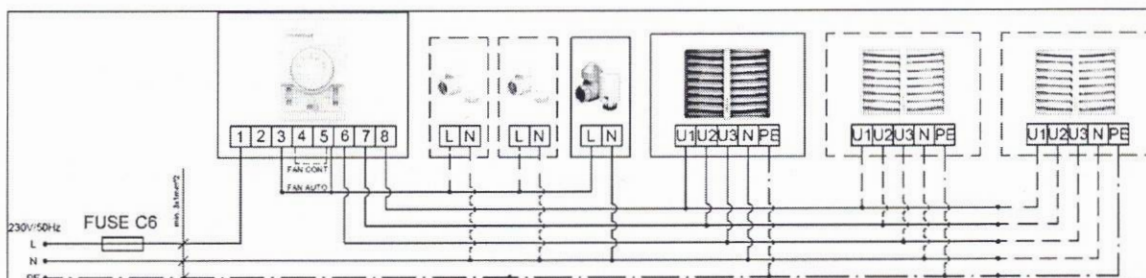 1 2 3 4 5 6 7 8
L N
L N
L N
U1 U2 U3 N PE
U1 U2 U3 N PE
U1 U2 U3 N PE
FAN CONT
FAN AUTO
230V/50Hz
FUSE C6
L
N
PE